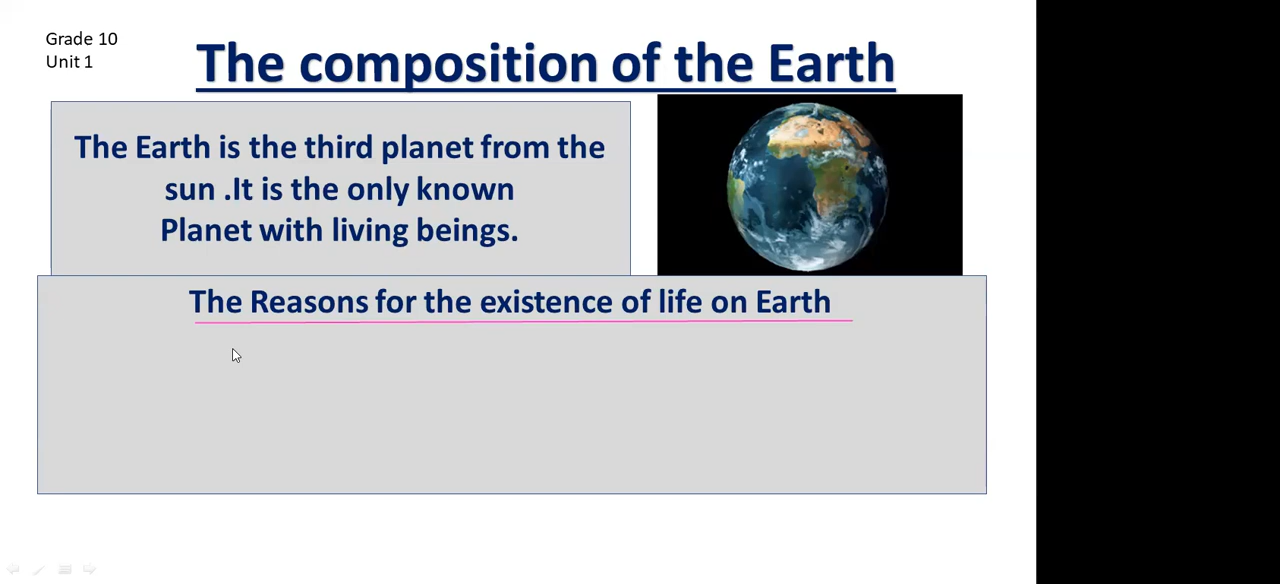 Grade 10
Unit 1
The composition of the Earth
The Earth is the third planet from the
sun .It is the only known
Planet with living beings.
The Reasons for the existence of life on Earth